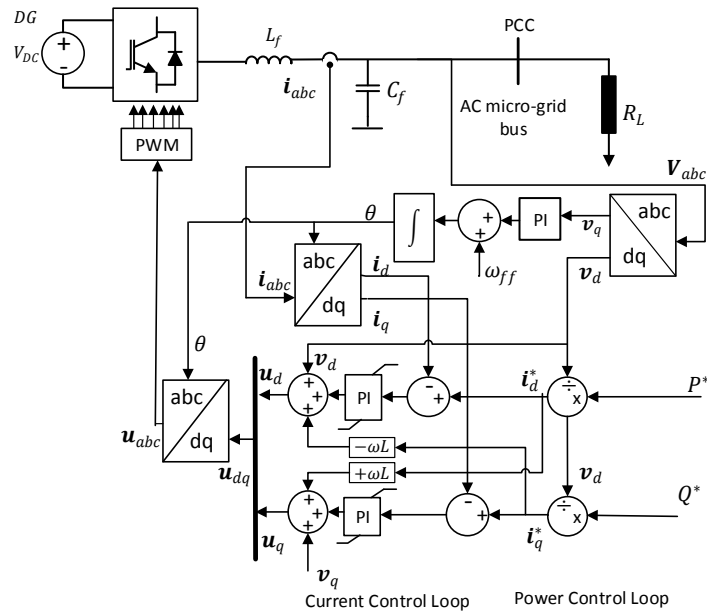 DG
V_DC
+
-
L_f
i_abc
C_f
PCC
AC micro-grid
bus
R_L
V_abc
PWM
θ
∫
+
+
ω_ff
PI
v_q
abc
dq
v_d
i_abc
abc
dq
i_d
i_q
θ
v_d
u_d
+
+
+
PI
-
+
i_d^*
÷
x
P^*
abc
dq
u_abc
u_dq
-ωL
+ωL
v_d
u_q
+
+
+
PI
-
+
i_q^*
÷
x
Q^*
v_q
Current Control Loop
Power Control Loop